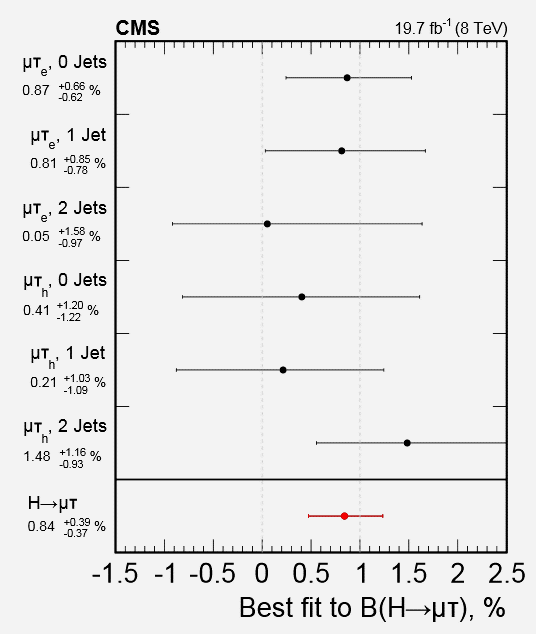 CMS 19.7 fb-1 (8 TeV)
μτe, 0 Jets
0.87 +0.66 -0.62 %
μτe, 1 Jet
0.81 +0.85 -0.78 %
μτe, 2 Jets
0.05 +1.58 -0.97 %
μτh, 0 Jets
0.41 +1.20 -1.22 %
μτh, 1 Jet
0.21 +1.03 -1.09 %
μτh, 2 Jets
1.48 +1.16 -0.93 %
H→μτ
0.84 +0.39 -0.37 %
-1.5 -1 -0.5 0 0.5 1 1.5 2 2.5
Best fit to B(H→μτ), %